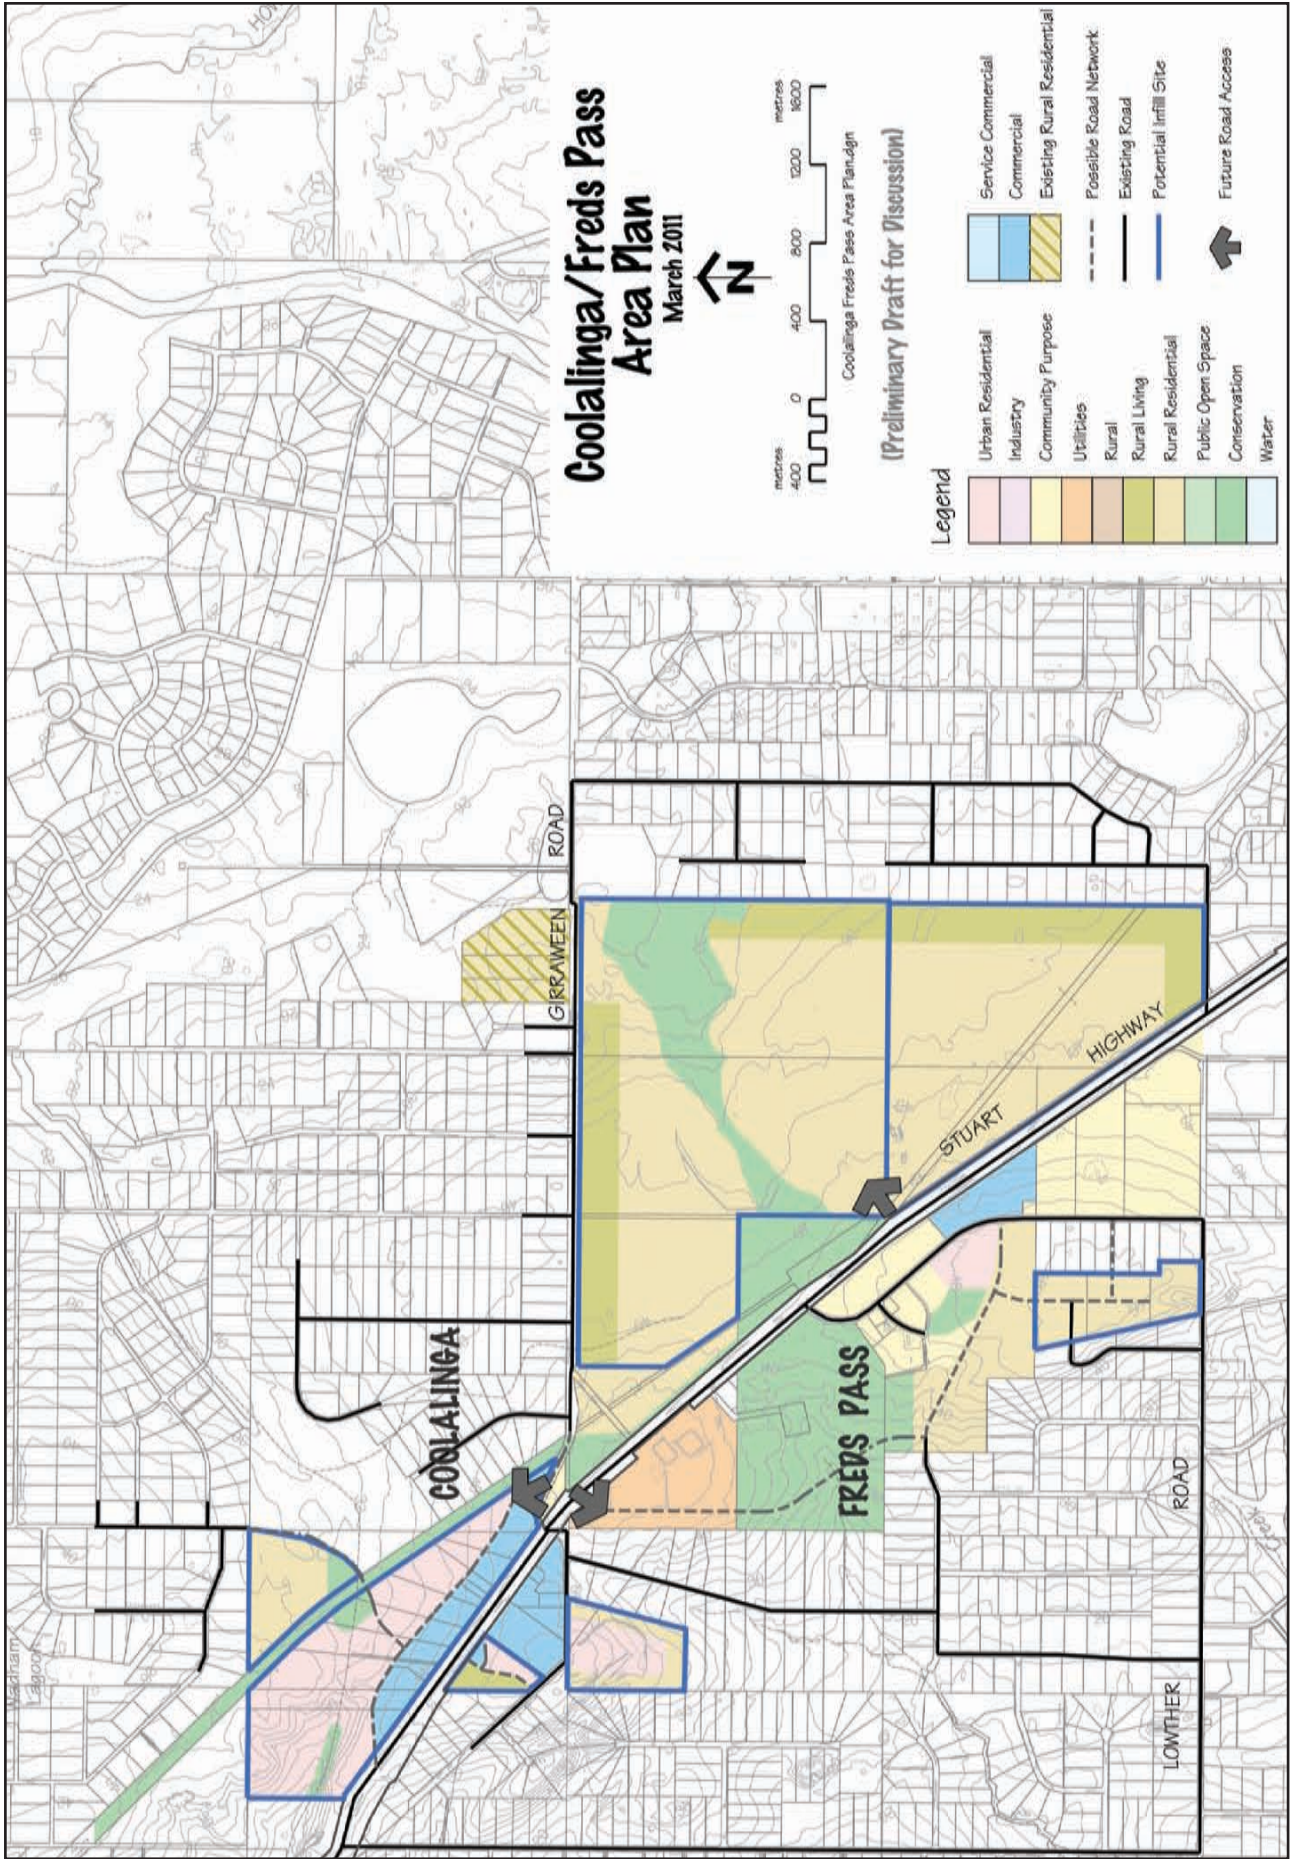 Coolalinga/Freds Pass
Area Plan
March 2011
N
metres
metres
400
0
400
800
1200
1600
Coolalinga Freds Pass Area Plan.dgn
(Preliminary Draft for Discussion)
Legend
Urban Residential
Industry
Community Purpose
Utilities
Rural
Rural Living
Rural Residential
Public Open Space
Conservation
Water
Service Commercial
Commercial
Existing Rural Residential
Possible Road Network
Existing Road
Potential Infill Site
Future Road Access
COOLALINGA
FREDS PASS
GIRRAWEEN
ROAD
STUART
HIGHWAY
LOWTHER
ROAD
Lagoon
Creek